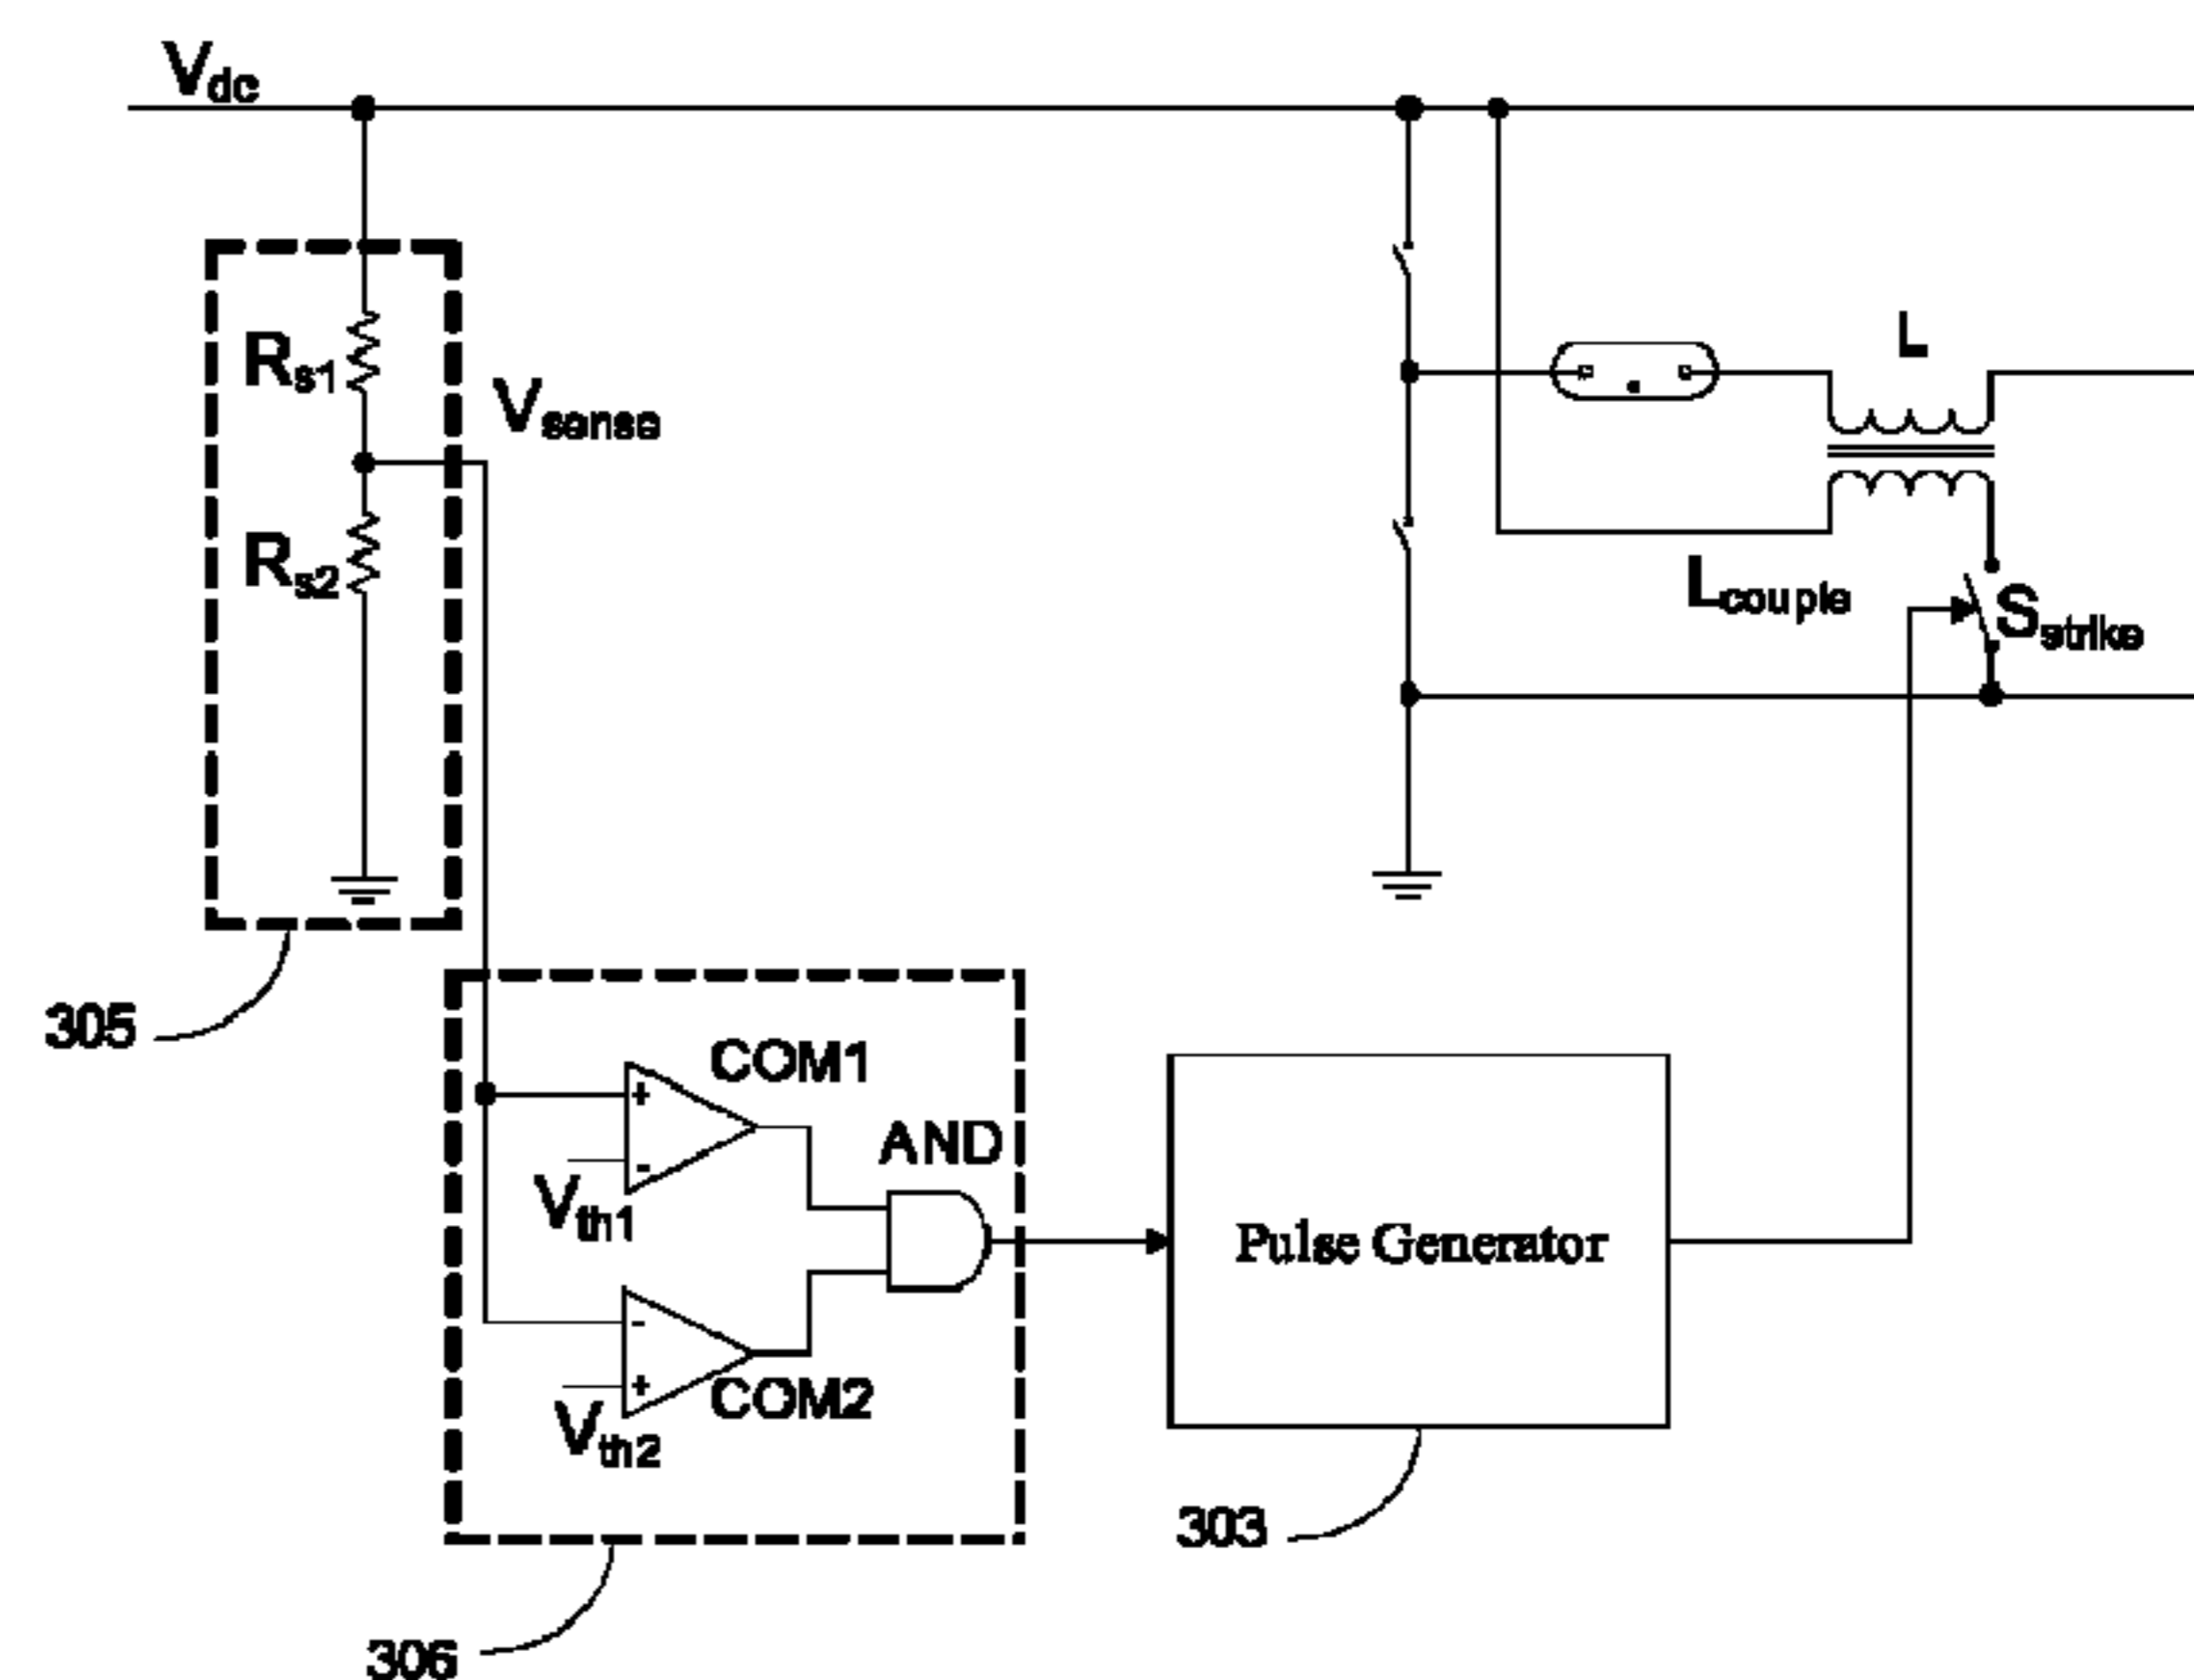 Vdc
Rs1
Vsense
L
Rs2
Lcouple
Sstrike
305
COM1
+
-
AND
Vth1
Pulse Generator
-
+
COM2
Vth2
303
306